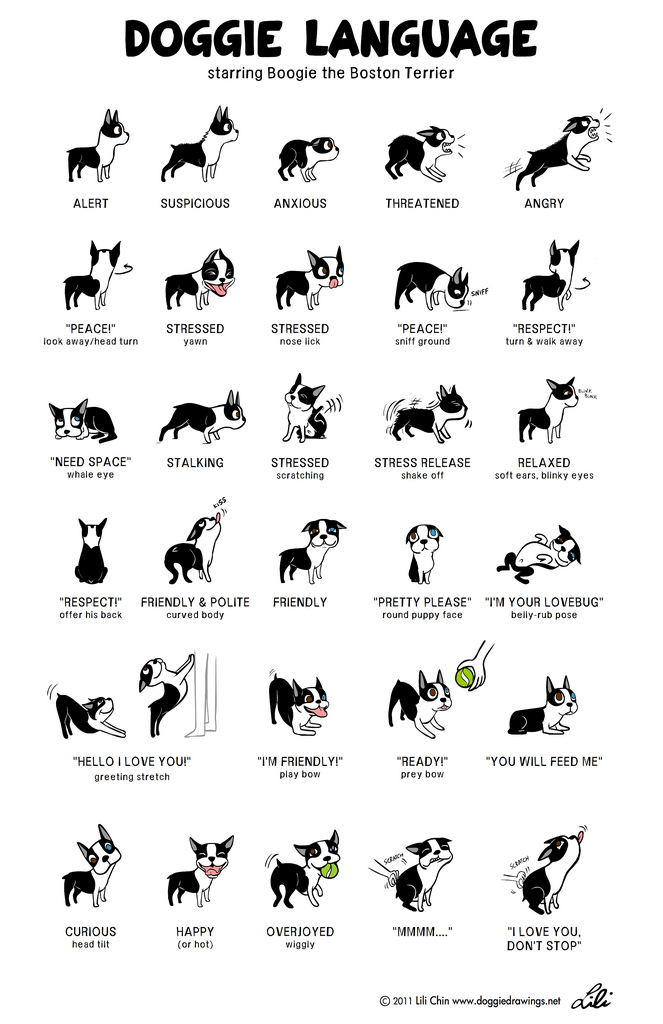 DOGGIE LANGUAGE
starring Boogie the Boston Terrier
ALERT
SUSPICIOUS
ANXIOUS
THREATENED
ANGRY
"PEACE!"
look away/head turn
STRESSED
yawn
STRESSED
nose lick
SNIFF
"PEACE!"
sniff ground
"RESPECT!"
turn & walk away
"NEED SPACE"
whale eye
STALKING
STRESSED
scratching
STRESS RELEASE
shake off
BLINK
BLINK
RELAXED
soft ears, blinky eyes
"RESPECT!"
offer his back
KISS
FRIENDLY & POLITE
curved body
FRIENDLY
"PRETTY PLEASE"
round puppy face
"I'M YOUR LOVEBUG"
belly-rub pose
"HELLO I LOVE YOU!"
greeting stretch
"I'M FRIENDLY!"
play bow
"READY!"
prey bow
"YOU WILL FEED ME"
CURIOUS
head tilt
HAPPY
(or hot)
OVERJOYED
wiggly
SCRATCH
"MMMM...."
SCRATCH
"I LOVE YOU,
DON'T STOP"
© 2011 Lili Chin www.doggiedrawings.net
Lili